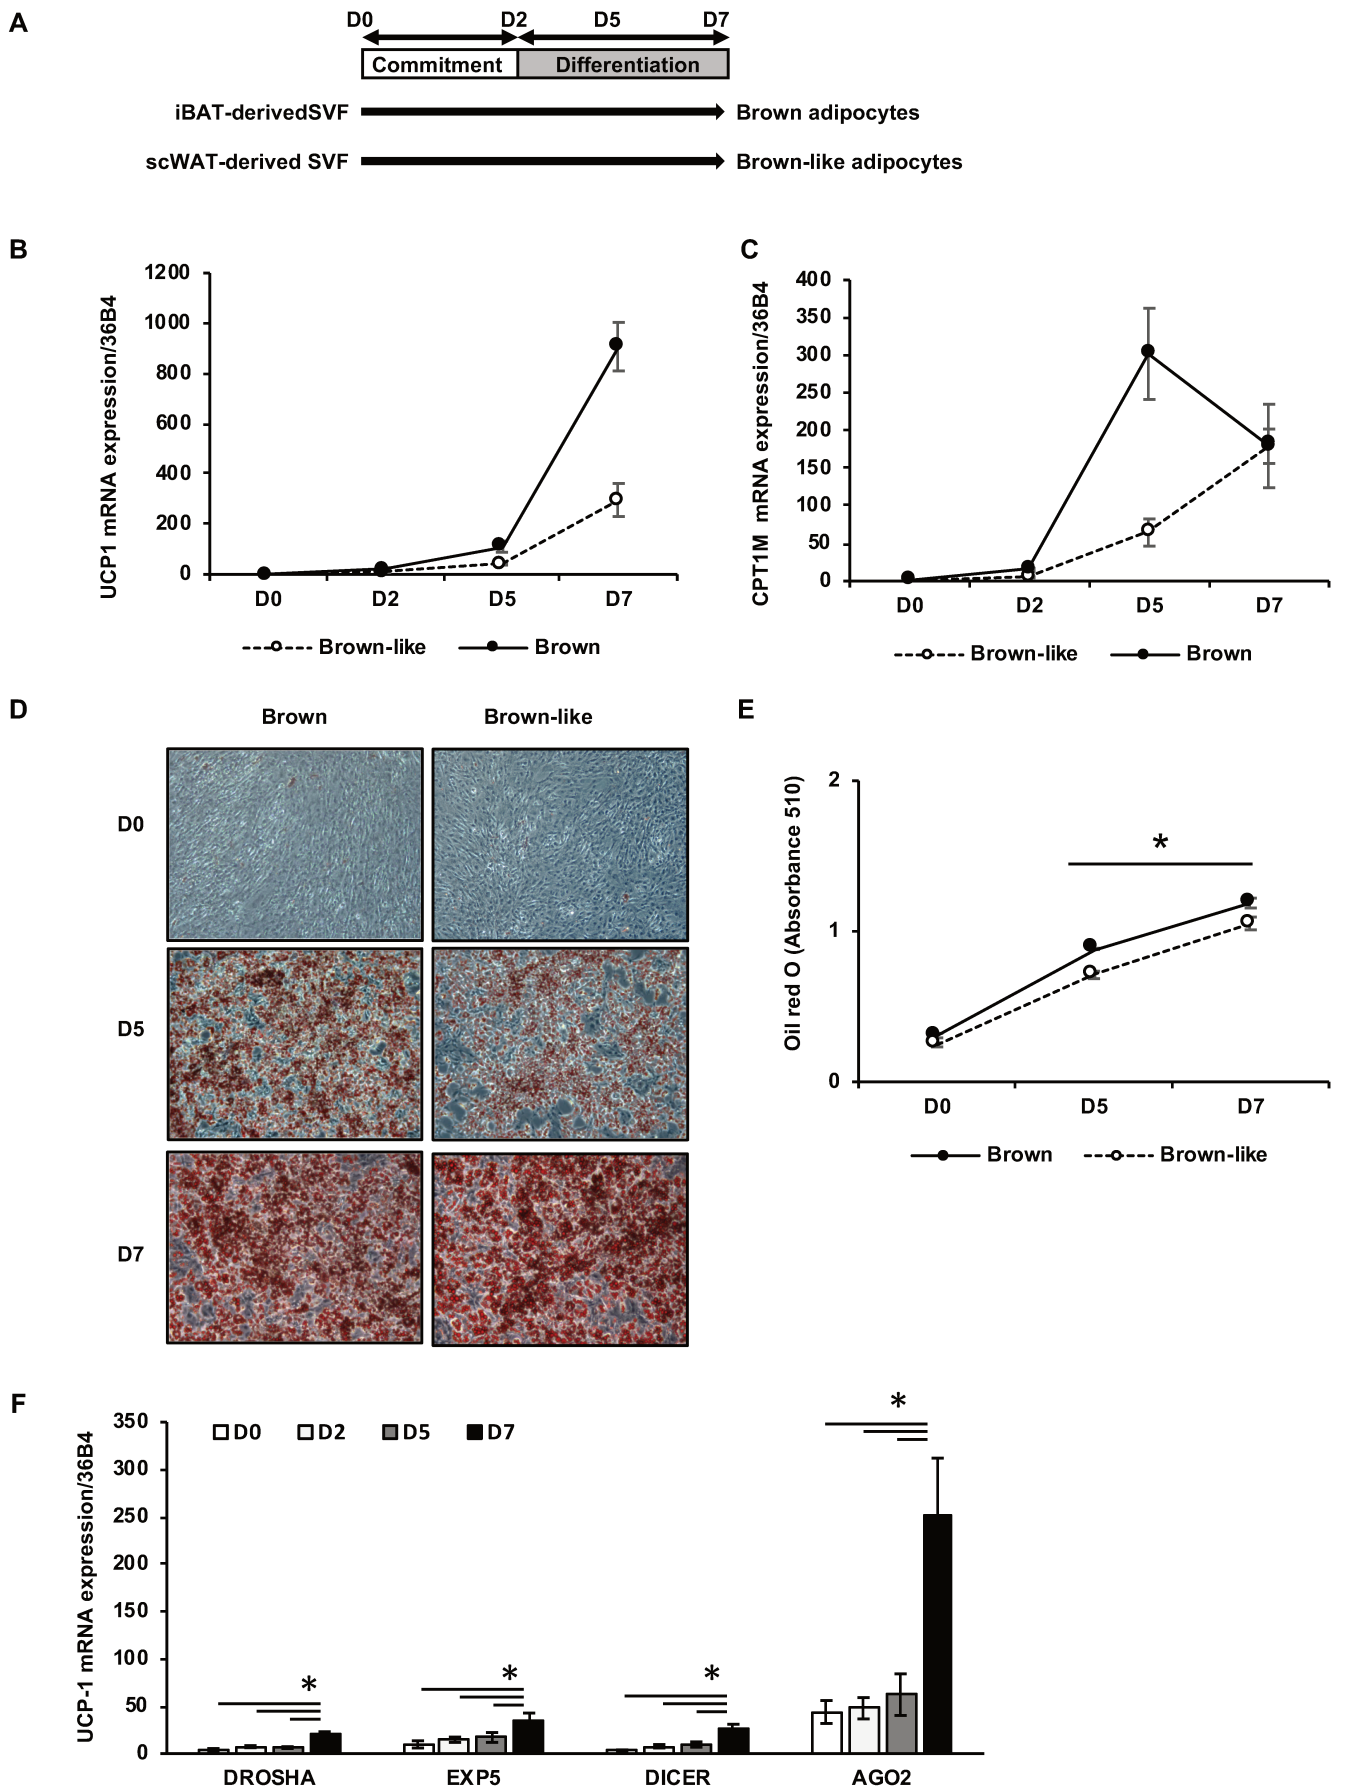 A
D0 D2 D5 D7
Commitment Differentiation
iBAT-derivedSVF Brown adipocytes
scWAT-derived SVF Brown-like adipocytes
B
UCP1 mRNA expression/36B4
1200
1000
800
600
400
200
0
D0 D2 D5 D7
Brown-like Brown
C
CPT1M mRNA expression/36B4
400
350
300
250
200
150
100
50
0
D0 D2 D5 D7
Brown-like Brown
D
Brown Brown-like
D0
D5
D7
E
Oil red O (Absorbance 510)
2
*
1
0
D0 D5 D7
Brown Brown-like
F
UCP-1 mRNA expression/36B4
350
300
250
200
150
100
50
0
D0 D2 D5 D7
* * * *
DROSHA EXP5 DICER AGO2